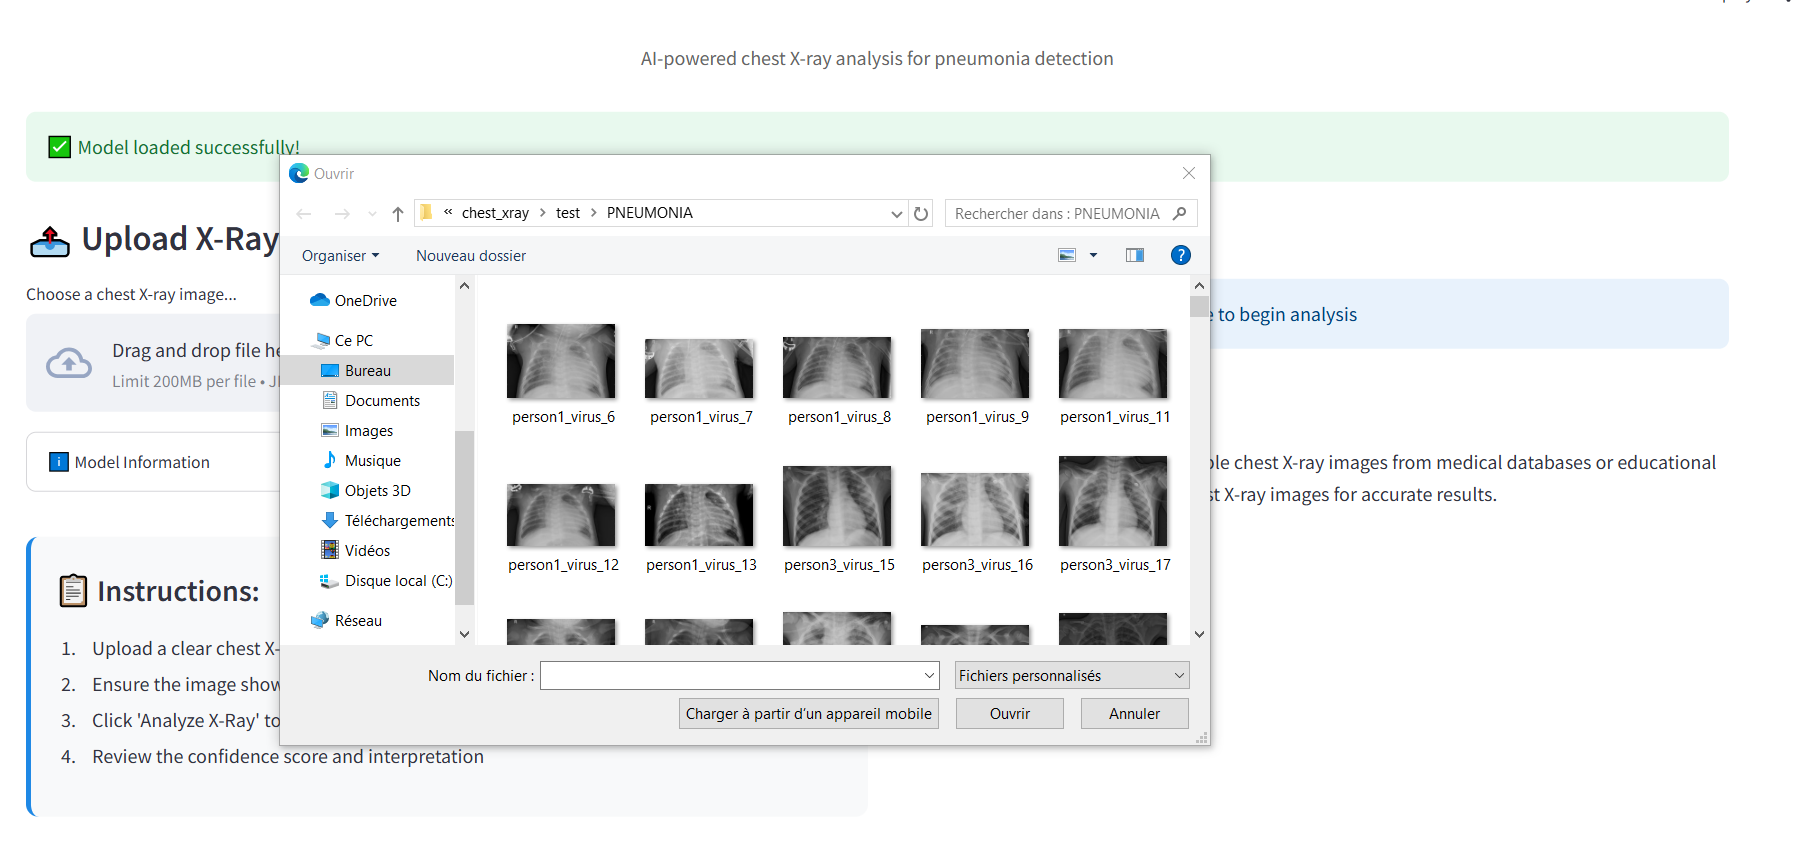 AI-powered chest X-ray analysis for pneumonia detection
Model loaded successfully!
Upload X-Ray
Choose a chest X-ray image...
Drag and drop file he
Limit 200MB per file • J
Model Information
Instructions:
1. Upload a clear chest X-
2. Ensure the image show
3. Click 'Analyze X-Ray' to
4. Review the confidence score and interpretation
Ouvrir
« chest_xray > test > PNEUMONIA
Rechercher dans : PNEUMONIA
Organiser
Nouveau dossier
OneDrive
Ce PC
Bureau
Documents
Images
Musique
Objets 3D
Téléchargements
Vidéos
Disque local (C:)
Réseau
person1_virus_6
person1_virus_7
person1_virus_8
person1_virus_9
person1_virus_11
person1_virus_12
person1_virus_13
person3_virus_15
person3_virus_16
person3_virus_17
Nom du fichier :
Fichiers personnalisés
Charger à partir d'un appareil mobile
Ouvrir
Annuler
e to begin analysis
ple chest X-ray images from medical databases or educational
st X-ray images for accurate results.